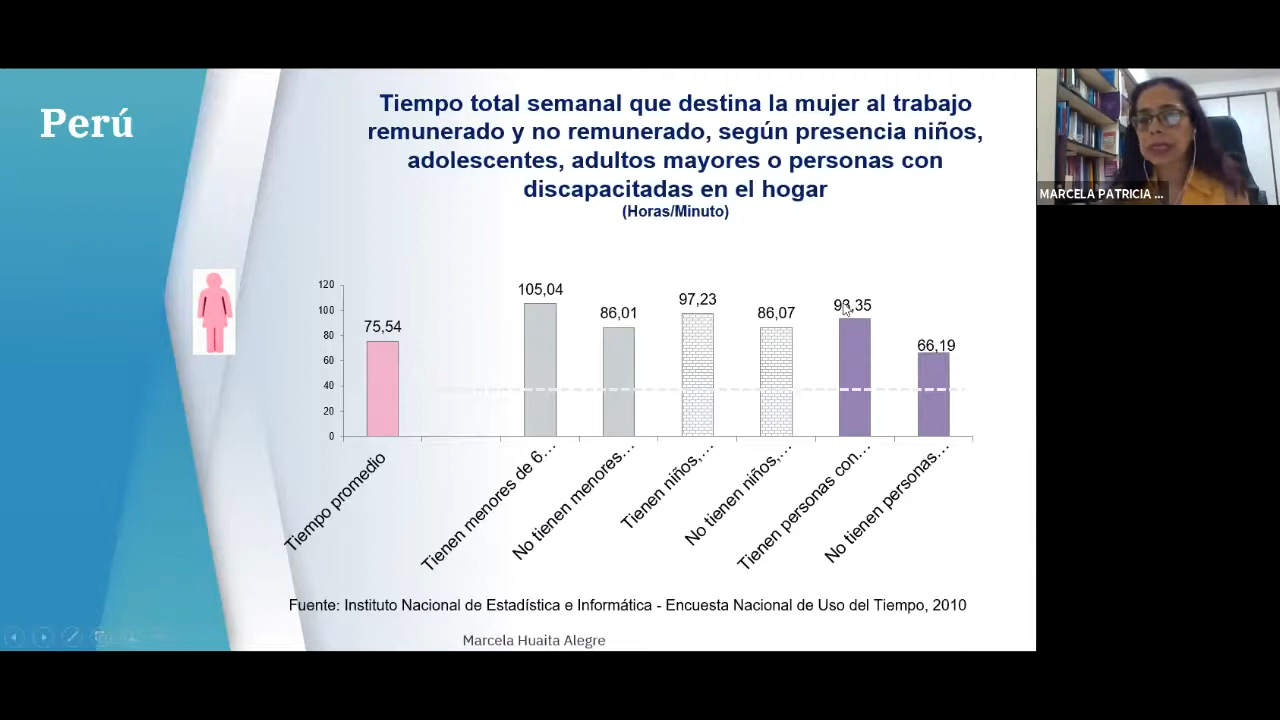 Perú
Tiempo total semanal que destina la mujer al trabajo
remunerado y no remunerado, según presencia niños,
adolescentes, adultos mayores o personas con
discapacitadas en el hogar
(Horas/Minuto)
MARCELA PATRICIA ...
120
100
80
60
40
20
0
75,54
105,04
86,01
97,23
86,07
93,35
66,19
Tiempo promedio
Tienen menores de 6...
No tienen menores...
Tienen niños,...
No tienen niños,...
Tienen personas con...
No tienen personas...
Fuente: Instituto Nacional de Estadística e Informática - Encuesta Nacional de Uso del Tiempo, 2010
Marcela Huaita Alegre